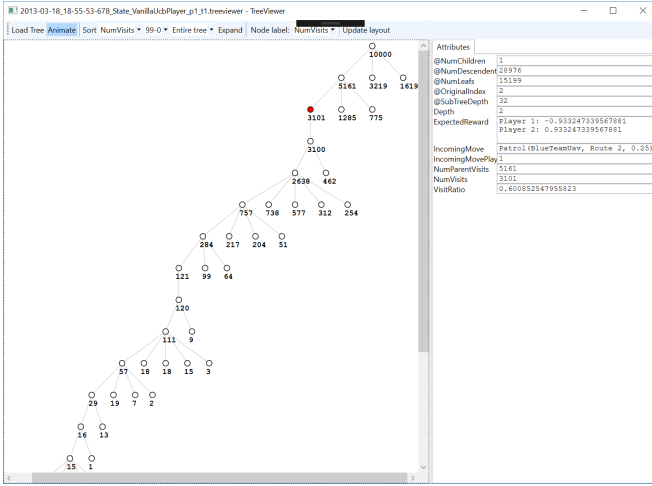 2013-03-18_18-55-53-678_State_VanillaUcbPlayer_p1_t1.treeviewer - TreeViewer
Load Tree Animate Sort NumVisits 99-0 Entire tree Expand Node label: NumVisits Update layout
10000
5161 3219 1619
3101 1285 775
3100
2638 462
757 738 577 312 254
284 217 204 51
121 99 64
120
111 9
57 18 18 15 3
29 19 7 2
16 13
15 1
Attributes
@NumChildren 1
@NumDescendent 28976
@NumLeafs 15199
@OriginalIndex 2
@SubTreeDepth 32
Depth 2
ExpectedReward Player 1: -0.933247339567881
Player 2: 0.933247339567881
IncomingMove Patrol(BlueTeamUav, Route 2, 0.25)
IncomingMovePlay 1
NumParentVisits 5161
NumVisits 3101
VisitRatio 0.600852547955823